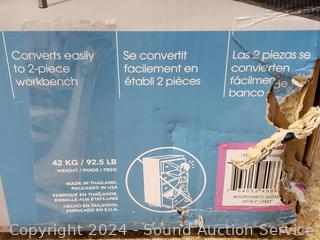 Converts easily
to 2-piece
workbench
Se convertit
facilement en
établi 2 pièces
Las 2 piezas se
convierten
fácilmen
banco de
42 KG / 92.5 LB
WEIGHT / POIDS / PESO
MADE IN THAILAND,
PACKAGED IN USA
FABRIQUÉ EN THAÏLANDE,
EMBALLÉ AUX ÉTATS-UNIS
HECHO EN TAILANDIA,
EMPACADO EN E.U.A.
Copyright 2024 - Sound Auction Service